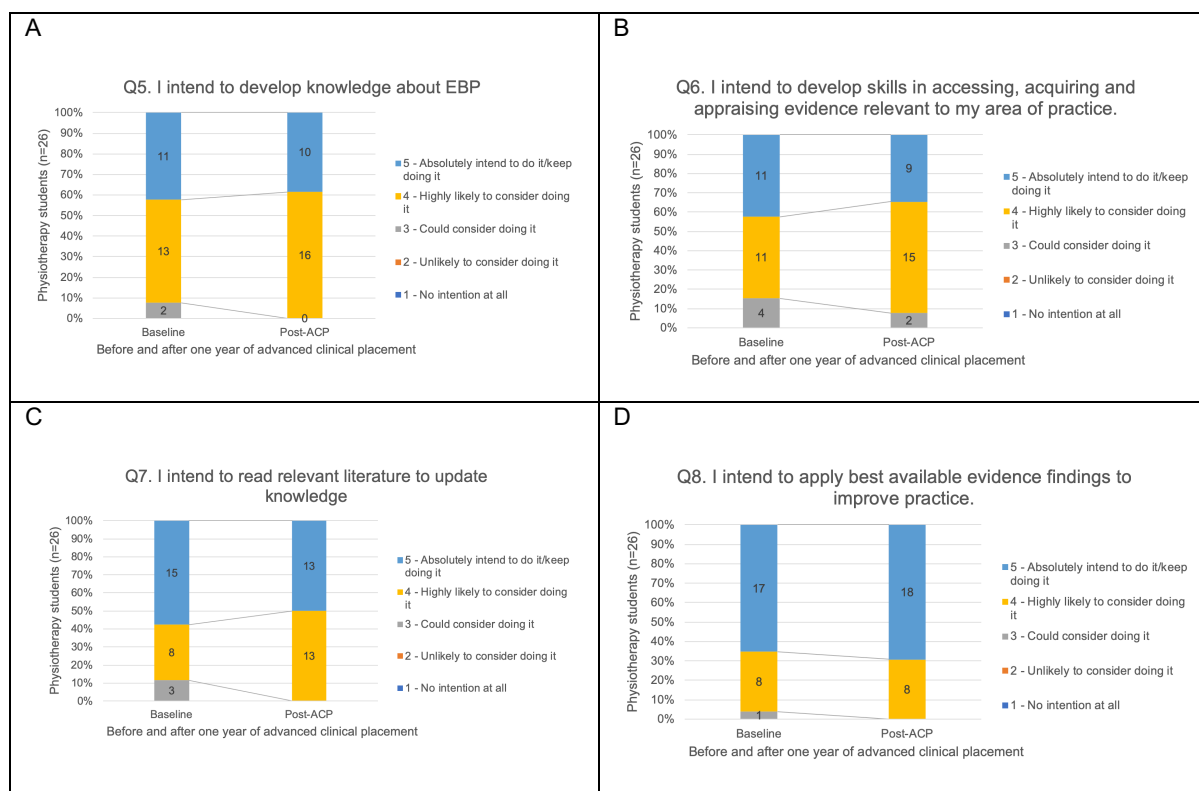 A
Q5. I intend to develop knowledge about EBP
Physiotherapy students (n=26)
100%
90%
80%
70%
60%
50%
40%
30%
20%
10%
0%
11
13
2
10
16
0
Baseline
Post-ACP
Before and after one year of advanced clinical placement
5 - Absolutely intend to do it/keep
doing it
4 - Highly likely to consider doing
it
3 - Could consider doing it
2 - Unlikely to consider doing it
1 - No intention at all
B
Q6. I intend to develop skills in accessing, acquiring and
appraising evidence relevant to my area of practice.
Physiotherapy students (n=26)
100%
90%
80%
70%
60%
50%
40%
30%
20%
10%
0%
11
11
4
9
15
2
Baseline
Post-ACP
Before and after one year of advanced clinical placement
5 - Absolutely intend to do it/keep
doing it
4 - Highly likely to consider doing
it
3 - Could consider doing it
2 - Unlikely to consider doing it
1 - No intention at all
C
Q7. I intend to read relevant literature to update
knowledge
Physiotherapy students (n=26)
100%
90%
80%
70%
60%
50%
40%
30%
20%
10%
0%
15
8
3
13
13
Baseline
Post-ACP
Before and after one year of advanced clinical placement
5 - Absolutely intend to do it/keep
doing it
4 - Highly likely to consider doing
it
3 - Could consider doing it
2 - Unlikely to consider doing it
1 - No intention at all
D
Q8. I intend to apply best available evidence findings to
improve practice.
Physiotherapy students (n=26)
100%
90%
80%
70%
60%
50%
40%
30%
20%
10%
0%
17
8
1
18
8
Baseline
Post-ACP
Before and after one year of advanced clinical placement
5 - Absolutely intend to do it/keep
doing it
4 - Highly likely to consider doing
it
3 - Could consider doing it
2 - Unlikely to consider doing it
1 - No intention at all